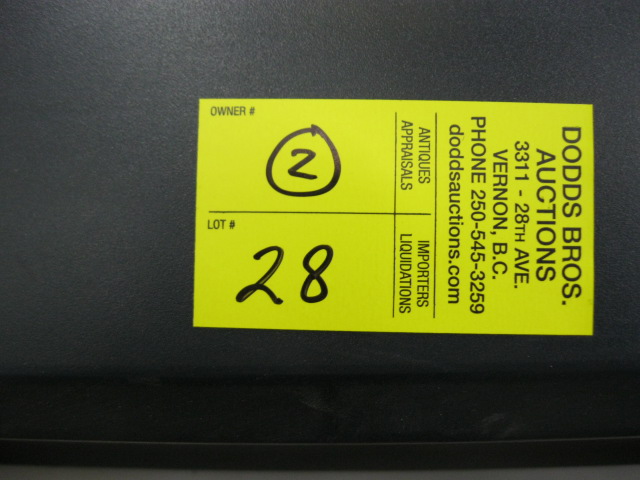 DODDS BROS.
AUCTIONS
3311 - 28TH AVE.
VERNON, B.C.
PHONE 250-545-3259
doddsauctions.com
ANTIQUES
APPRAISALS
IMPORTERS
LIQUIDATIONS
OWNER #
2
LOT #
28